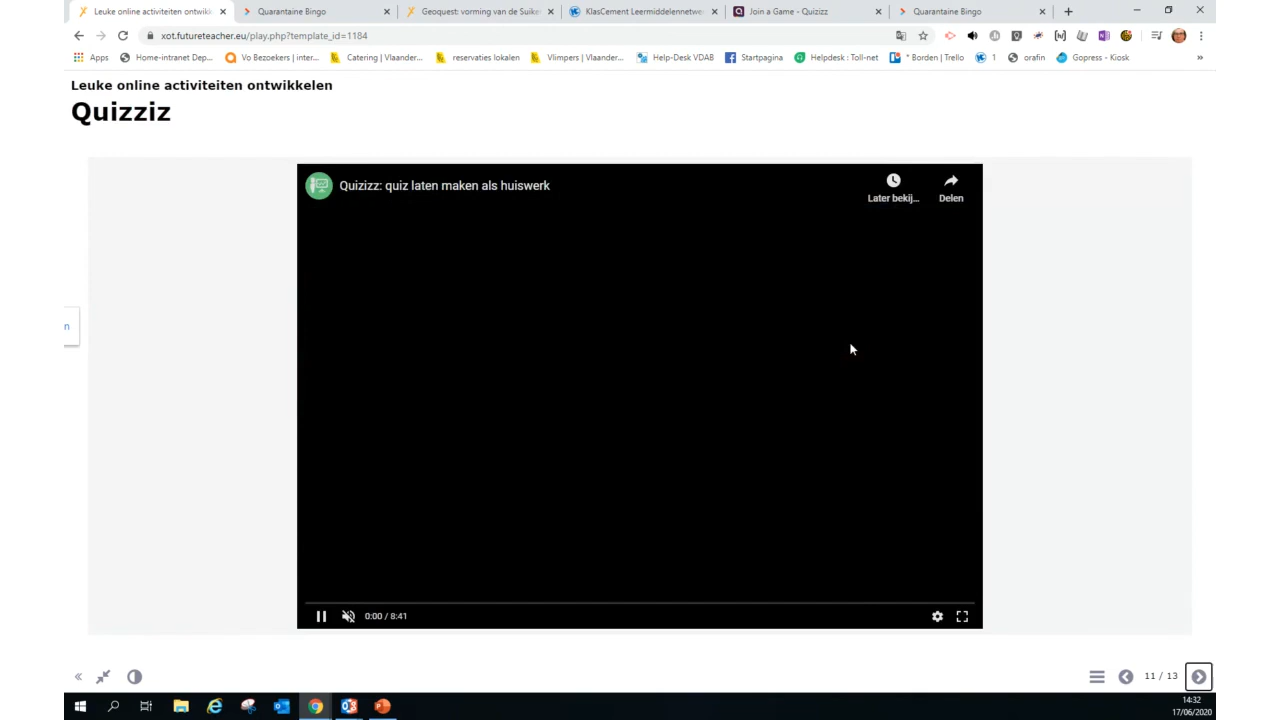 Leuke online activiteiten ontwikk
Quarantaine Bingo
Geoquest: vorming van de Suike
KlasCement Leermiddelennetwe
Join a Game - Quizizz
Quarantaine Bingo
xot.futureteacher.eu/play.php?template_id=1184
Apps
Home-intranet Dep...
Vo Bezoekers | inter...
Catering | Vlaander...
reservaties lokalen
Vlimpers | Vlaander...
Help-Desk VDAB
Startpagina
Helpdesk : Toll-net
* Borden | Trello
1
orafin
Gopress - Kiosk
»
Leuke online activiteiten ontwikkelen
Quizziz
Quizizz: quiz laten maken als huiswerk
Later bekij...
Delen
n
0:00 / 8:41
11 / 13
14:32
17/06/2020